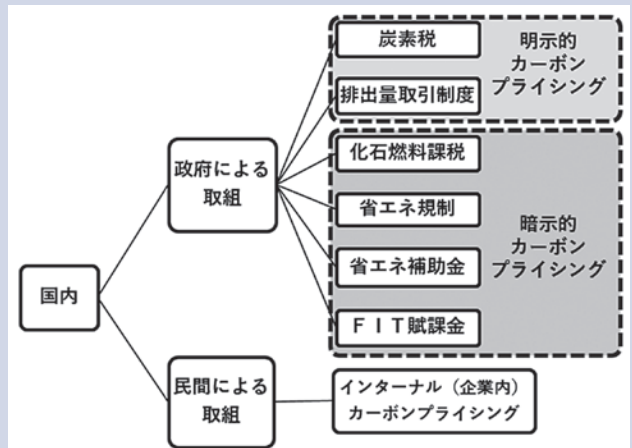 炭素税
排出量取引制度
明示的
カーボン
プライシング
政府による
取組
化石燃料課税
省エネ規制
省エネ補助金
ＦＩＴ賦課金
暗示的
カーボン
プライシング
国内
民間による
取組
インターナル（企業内）
カーボンプライシング